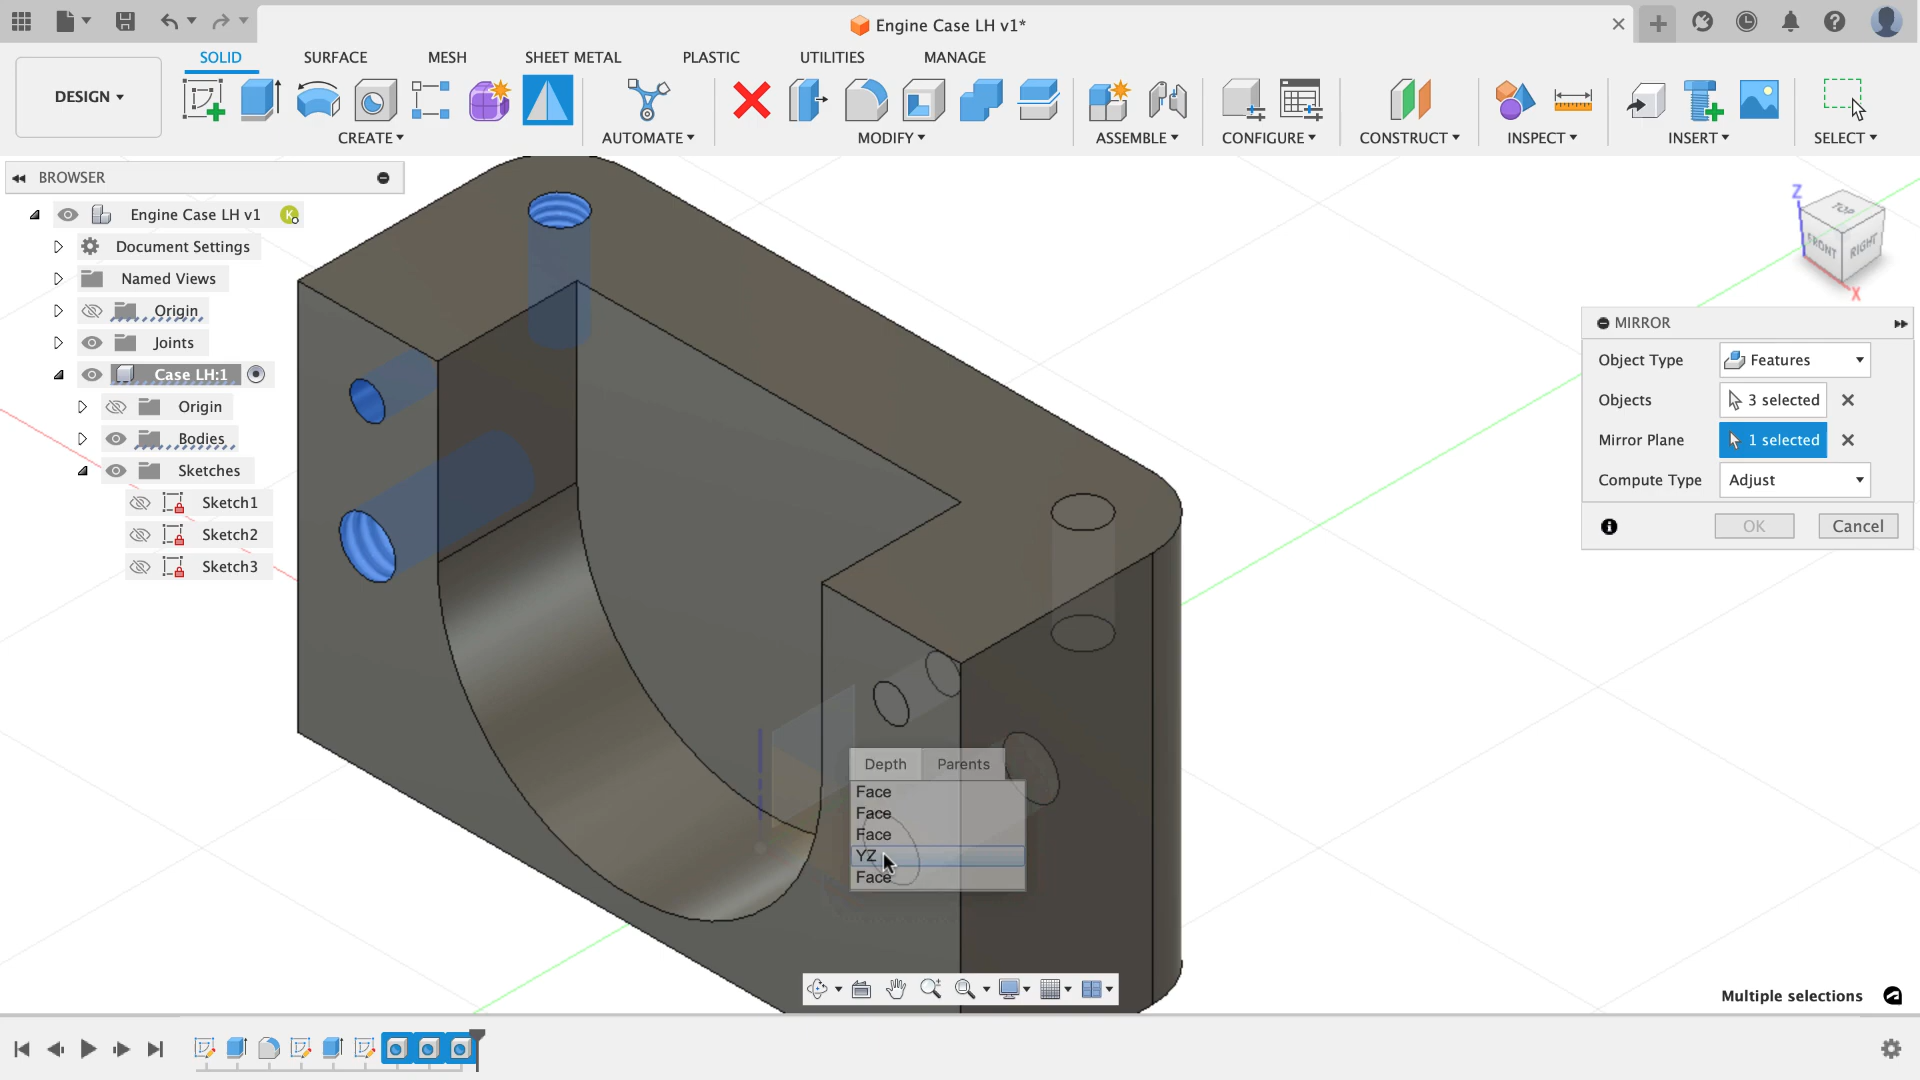 Engine Case LH v1*
SOLID SURFACE MESH SHEET METAL PLASTIC UTILITIES MANAGE
DESIGN
CREATE AUTOMATE MODIFY ASSEMBLE CONFIGURE CONSTRUCT INSPECT INSERT SELECT
BROWSER
Engine Case LH v1
Document Settings
Named Views
Origin
Joints
Case LH:1
Origin
Bodies
Sketches
Sketch1
Sketch2
Sketch3
Z
TOP
FRONT RIGHT
X
MIRROR
Object Type Features
Objects 3 selected
Mirror Plane 1 selected
Compute Type Adjust
OK Cancel
Depth Parents
Face
Face
Face
YZ
Face
Multiple selections